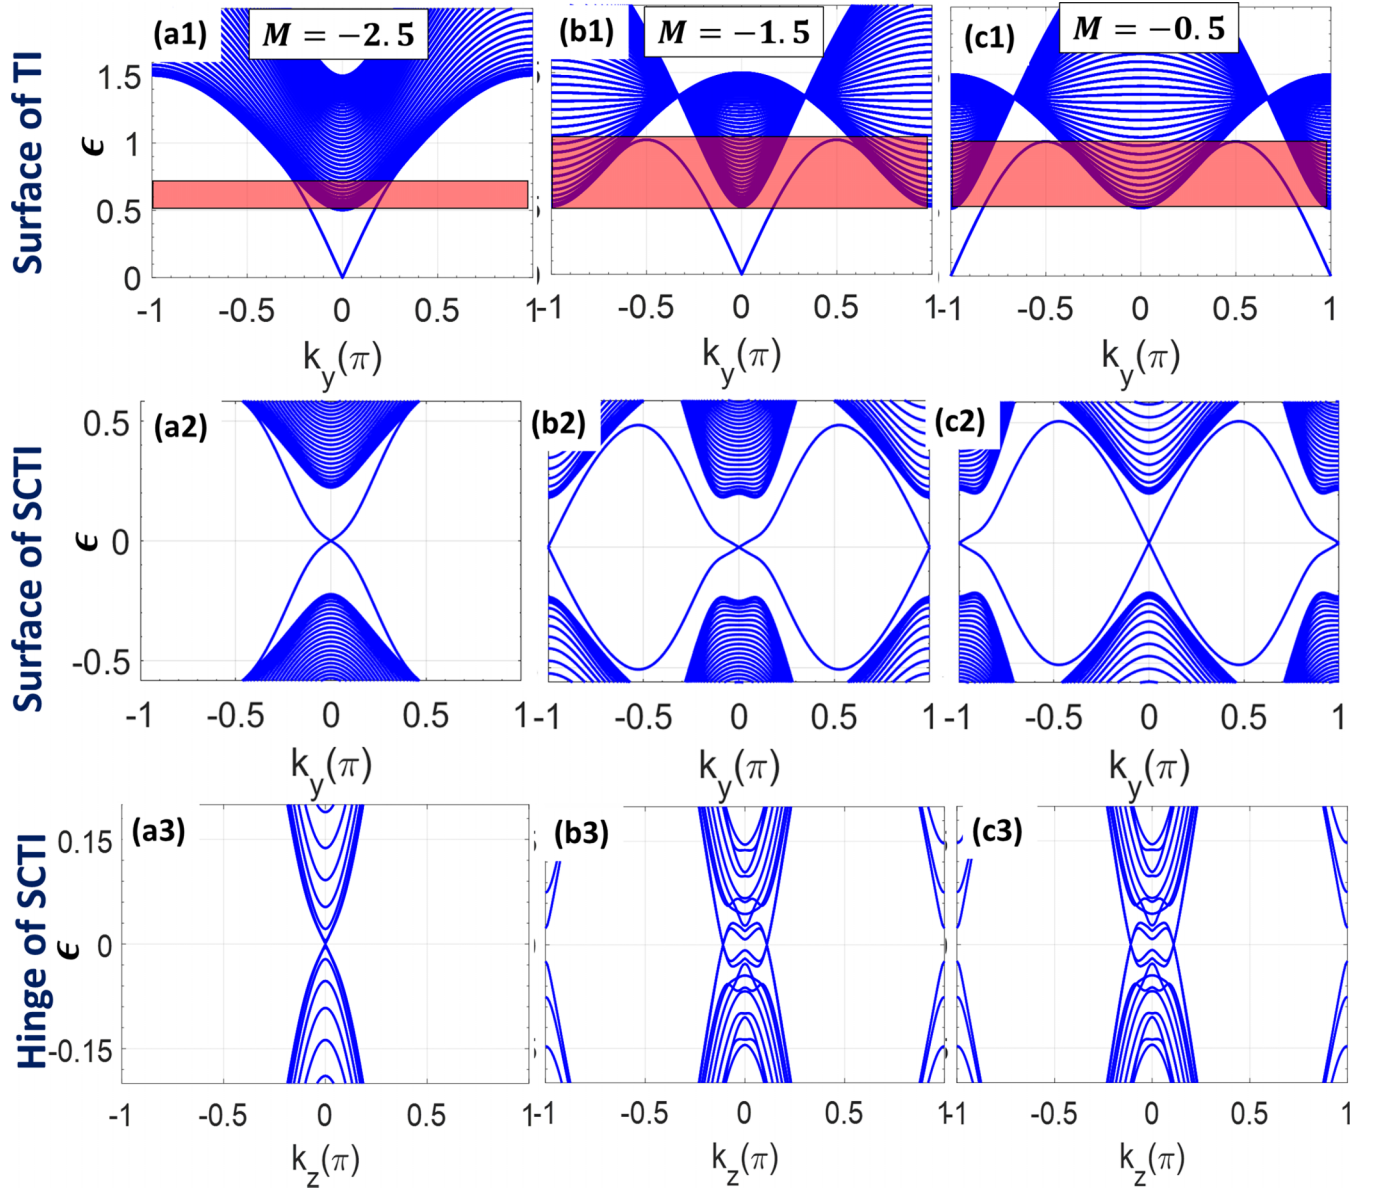 Surface of TI
(a1)
M = −2.5
(b1)
M = −1.5
(c1)
M = −0.5
1.5
1
0.5
0
ϵ
-1 -0.5 0 0.5 -1 -0.5 0 0.5 -1 -0.5 0 0.5 1
k_y(π)
k_y(π)
k_y(π)
Surface of SCTI
(a2)
(b2)
(c2)
0.5
0
-0.5
ϵ
-1 -0.5 0 0.5 1 -1 -0.5 0 0.5 1 -1 -0.5 0 0.5 1
k_y(π)
k_y(π)
k_y(π)
Hinge of SCTI
(a3)
(b3)
(c3)
0.15
0
-0.15
ϵ
-1 -0.5 0 0.5 1 -1 -0.5 0 0.5 -1 -0.5 0 0.5 1
k_z(π)
k_z(π)
k_z(π)